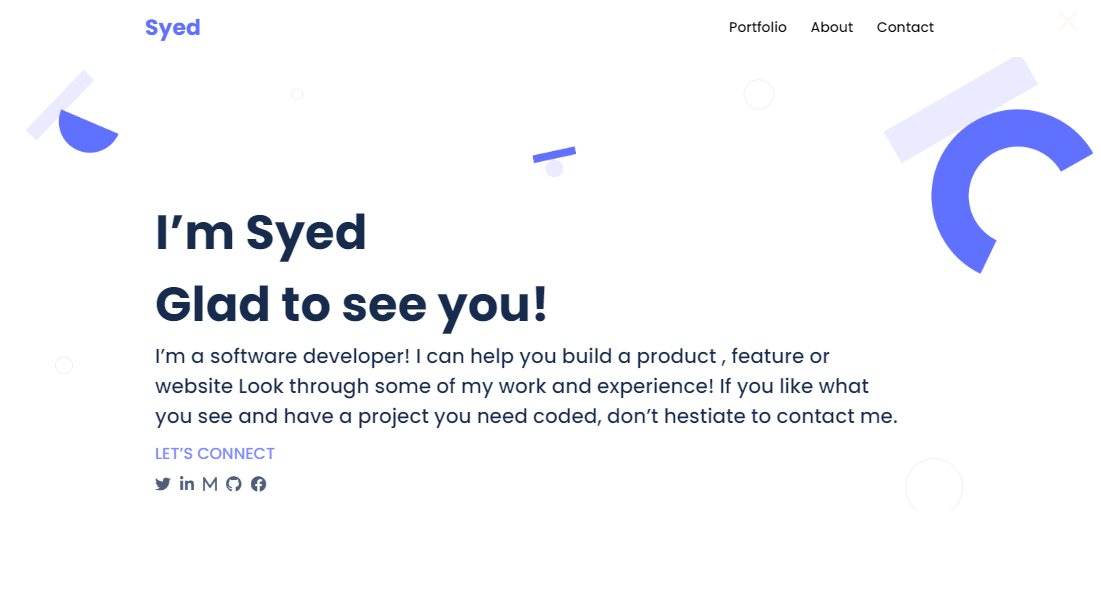 Syed
Portfolio About Contact
I’m Syed
Glad to see you!
I’m a software developer! I can help you build a product , feature or
website Look through some of my work and experience! If you like what
you see and have a project you need coded, don’t hestiate to contact me.
LET’S CONNECT